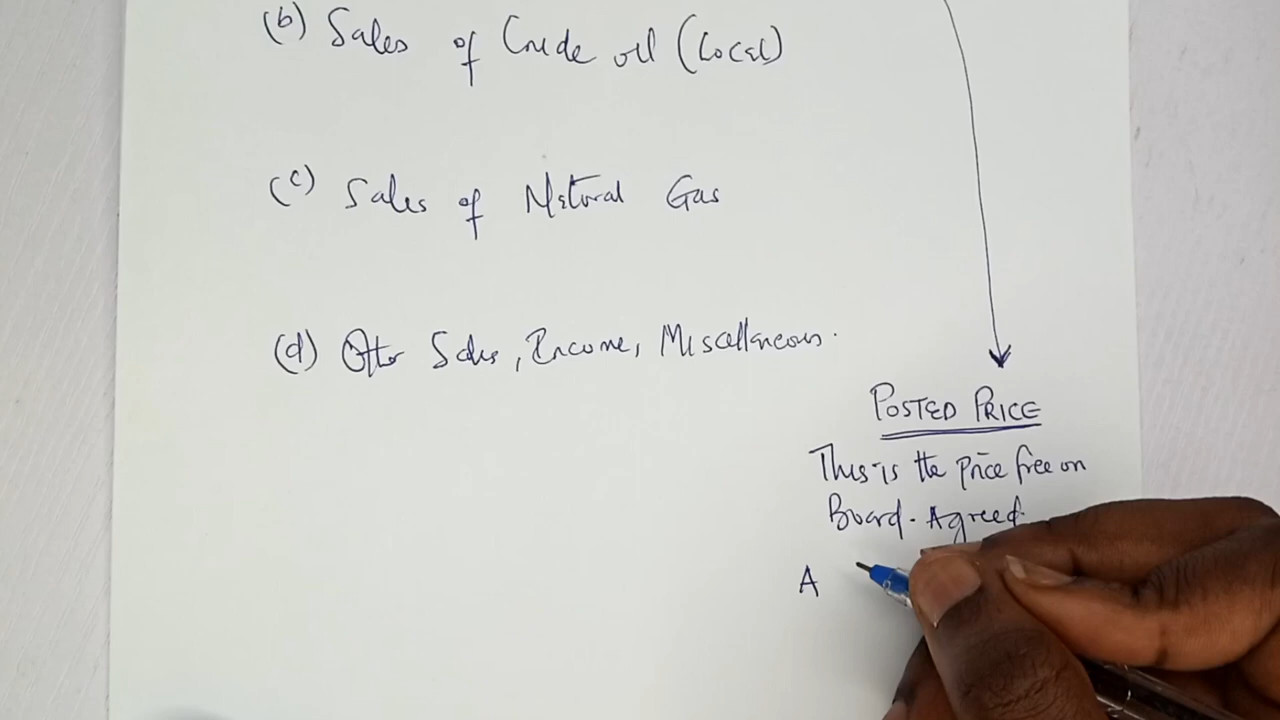 (b) Sales of Crude oil (Local)
(c) Sales of Natural Gas
(d) Other Sales, Income, Miscellaneous.
POSTED PRICE
This is the price free on
Board - Agreed
A